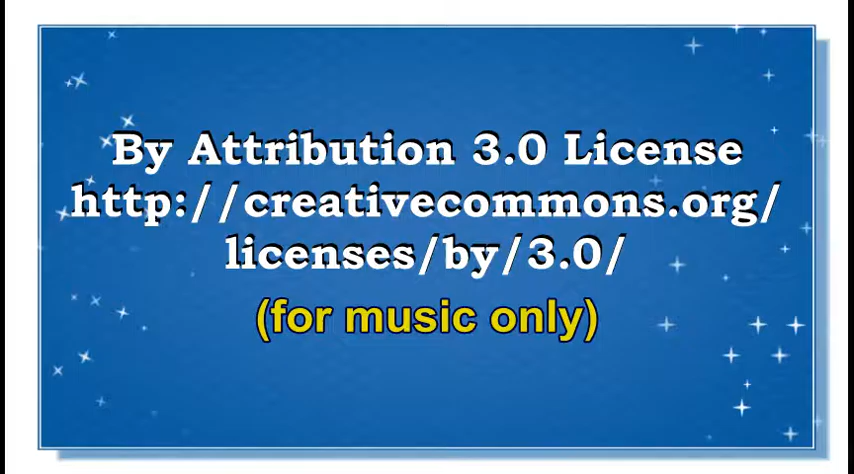 By Attribution 3.0 License
http://creativecommons.org/
licenses/by/3.0/
(for music only)